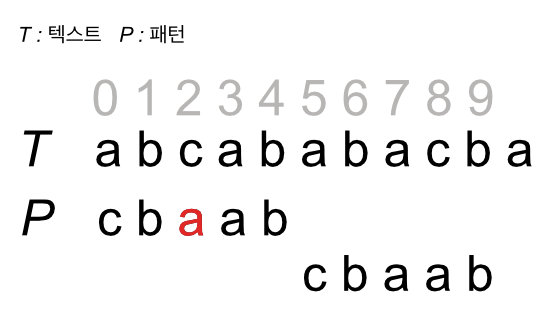 T : 텍스트 P : 패턴
0 1 2 3 4 5 6 7 8 9
T a b c a b a b a c b a
P c b a a b
c b a a b